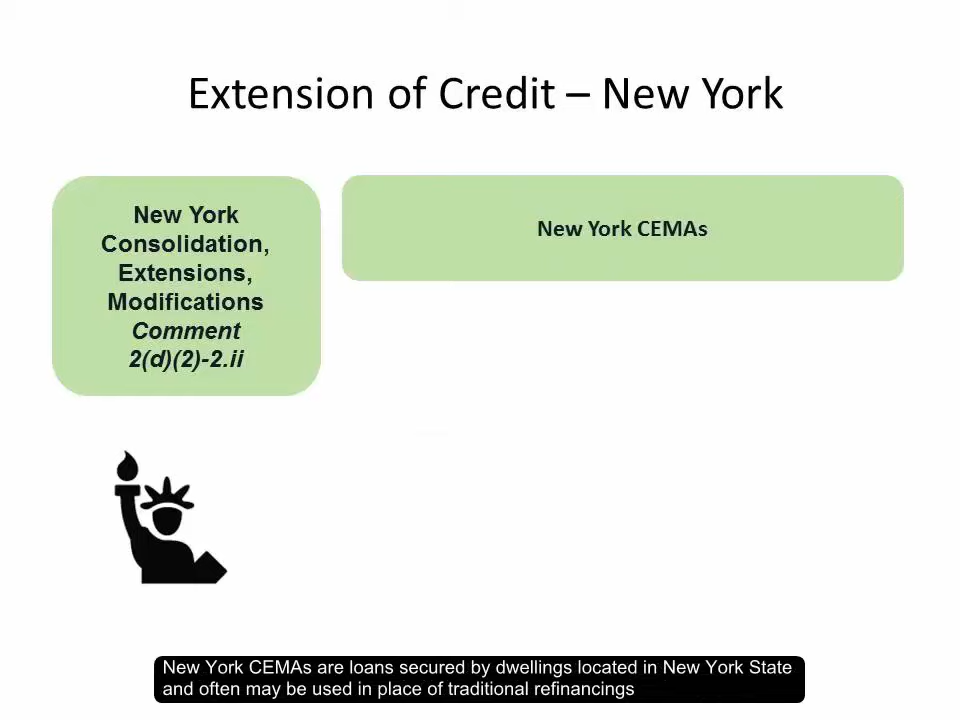 Extension of Credit – New York
New York
Consolidation,
Extensions,
Modifications
Comment
2(d)(2)-2.ii
New York CEMAs
New York CEMAs are loans secured by dwellings located in New York State
and often may be used in place of traditional refinancings